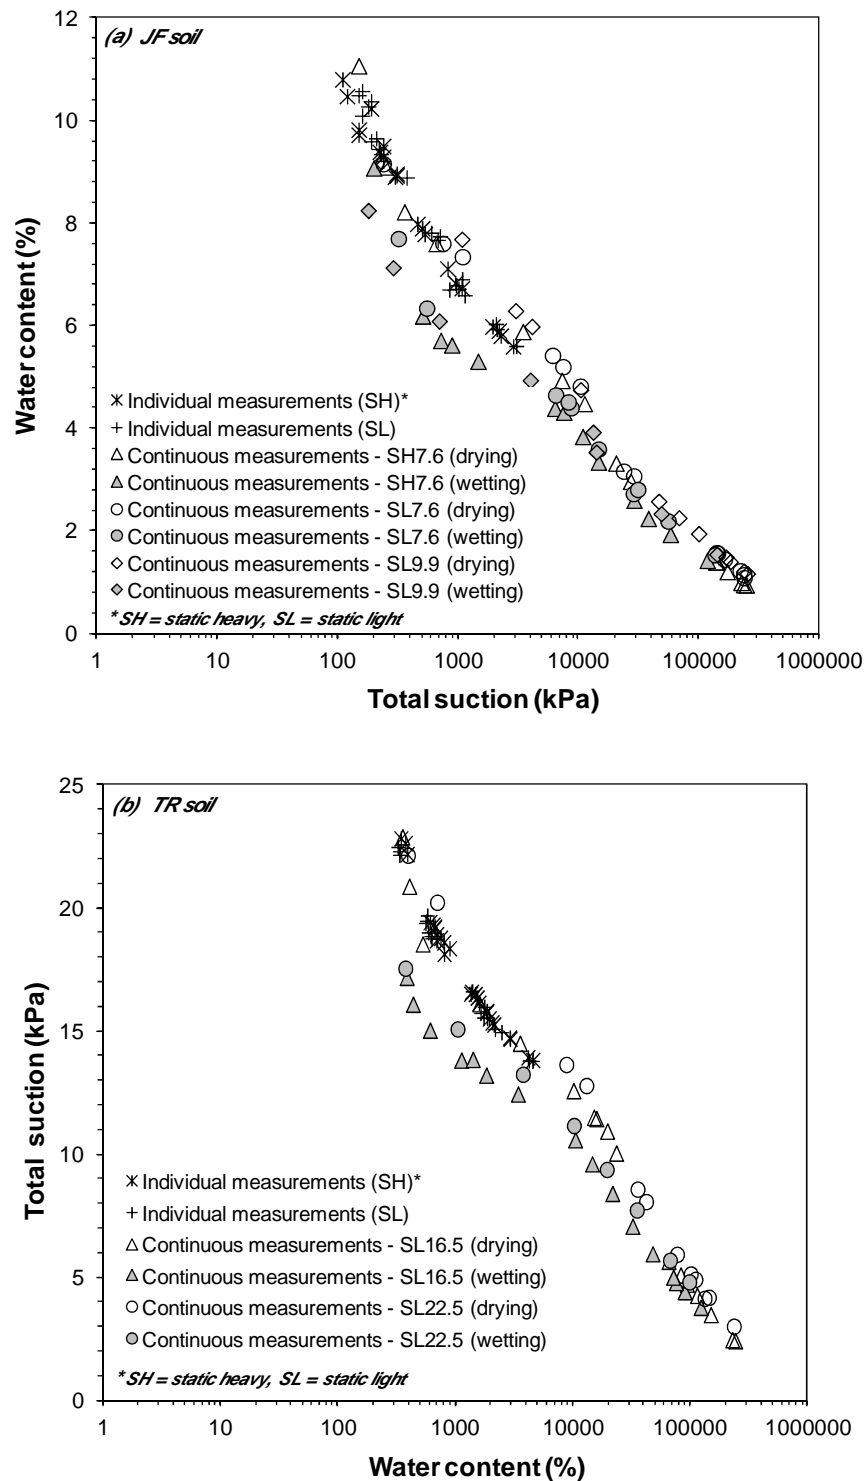 (a) JF soil
12
10
8
6
4
2
0
Water content (%)
Individual measurements (SH)*
Individual measurements (SL)
Continuous measurements - SH7.6 (drying)
Continuous measurements - SH7.6 (wetting)
Continuous measurements - SL7.6 (drying)
Continuous measurements - SL7.6 (wetting)
Continuous measurements - SL9.9 (drying)
Continuous measurements - SL9.9 (wetting)
* SH = static heavy, SL = static light
1 10 100 1000 10000 100000 1000000
Total suction (kPa)
(b) TR soil
25
20
15
10
5
0
Total suction (kPa)
Individual measurements (SH)*
Individual measurements (SL)
Continuous measurements - SL16.5 (drying)
Continuous measurements - SL16.5 (wetting)
Continuous measurements - SL22.5 (drying)
Continuous measurements - SL22.5 (wetting)
* SH = static heavy, SL = static light
1 10 100 1000 10000 100000 1000000
Water content (%)